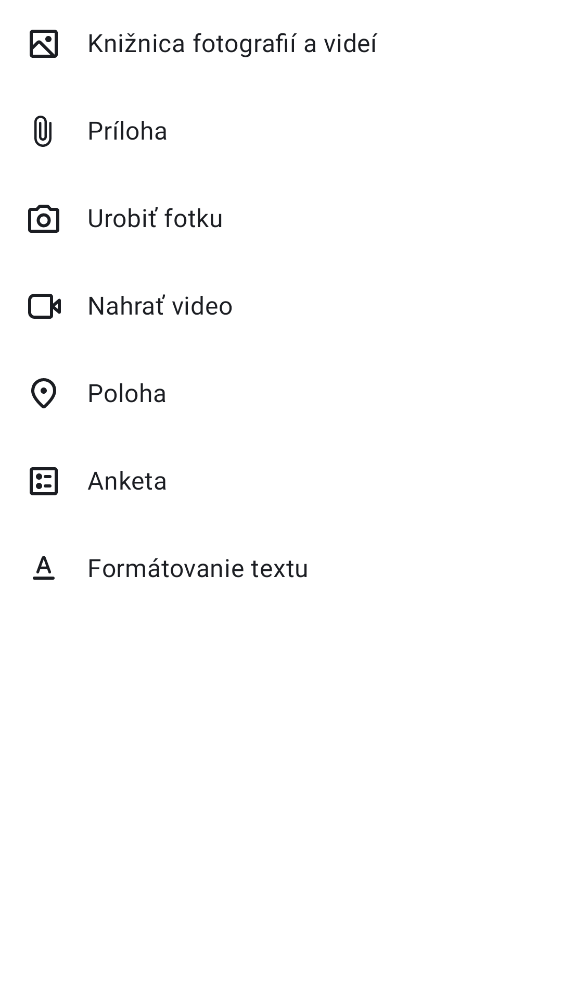 Knižnica fotografií a videí
Príloha
Urobiť fotku
Nahrať video
Poloha
Anketa
Formátovanie textu